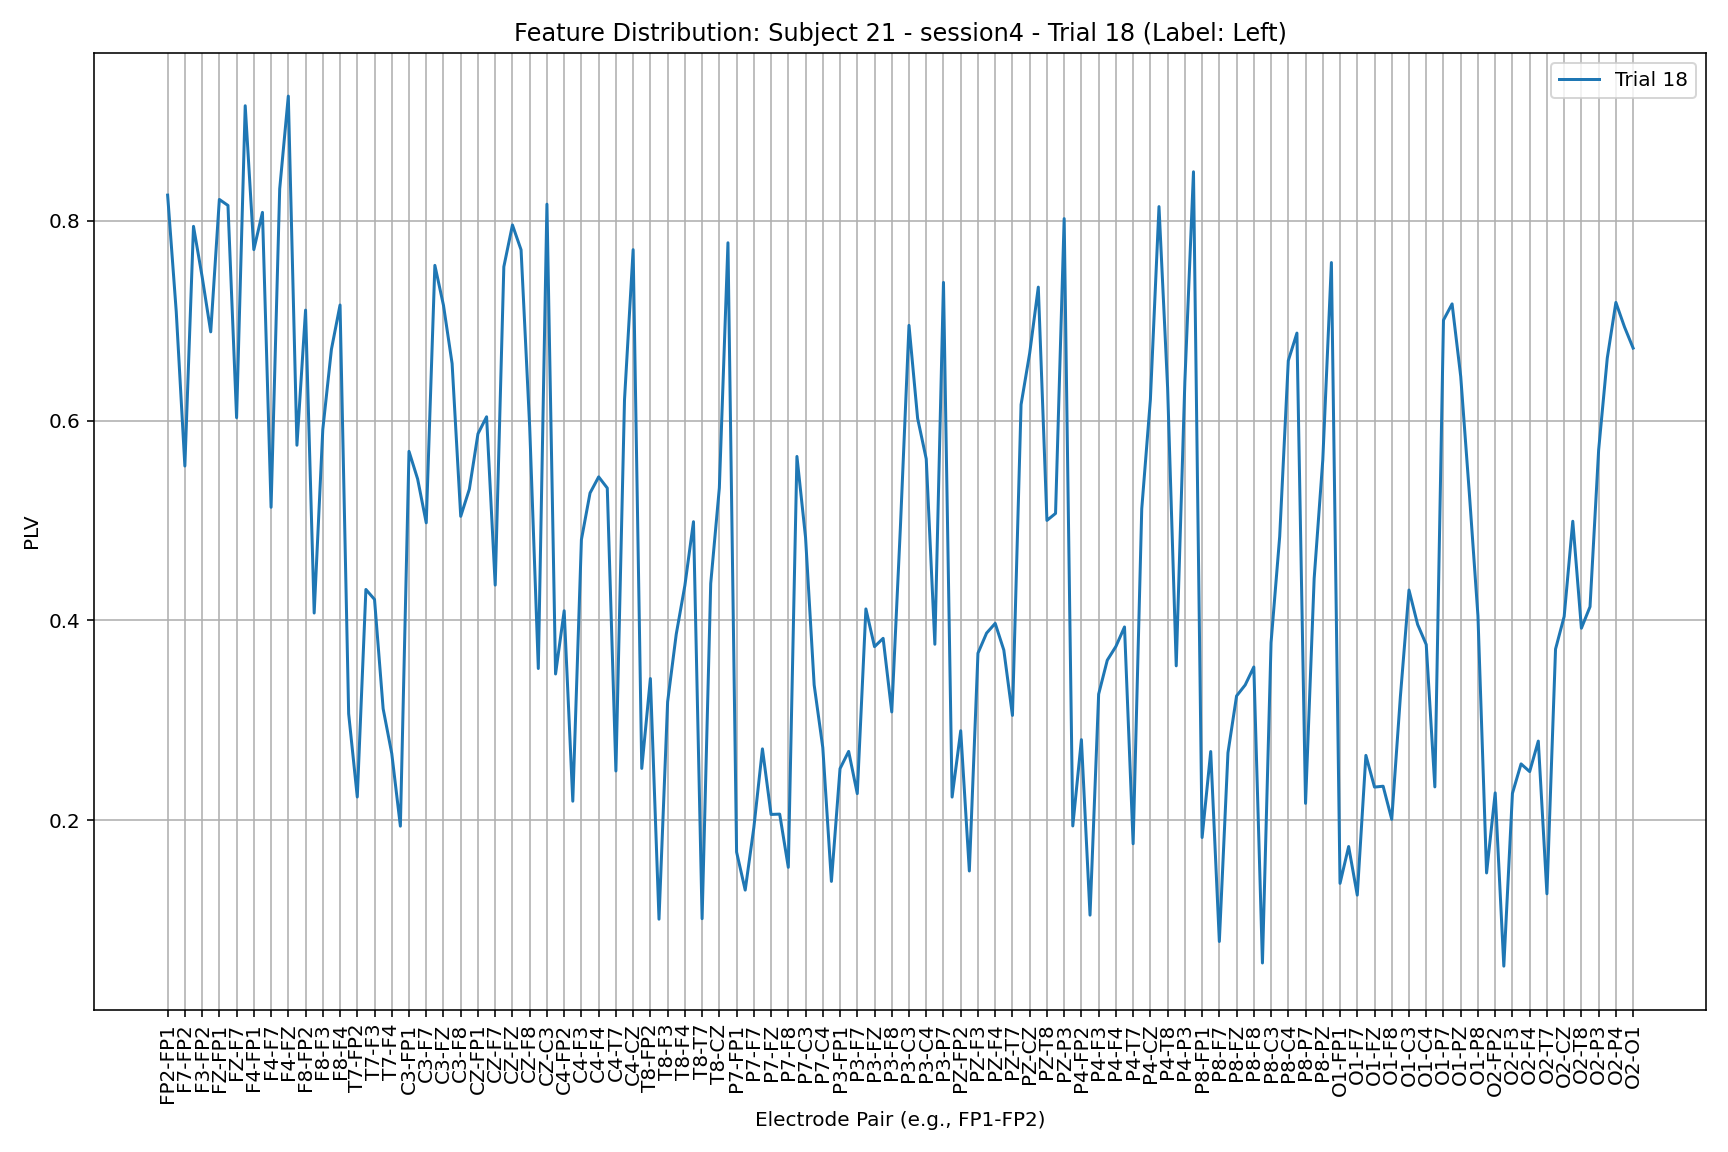 Feature Distribution: Subject 21 - session4 - Trial 18 (Label: Left)
Trial 18
PLV
0.8
0.6
0.4
0.2
FP2-FP1
F7-FP2
F3-FP2
FZ-FP1
FZ-F7
F4-FP1
F4-F7
F4-FZ
F8-FP2
F8-F3
F8-F4
T7-FP2
T7-F3
T7-F4
C3-FP1
C3-F7
C3-FZ
C3-F8
CZ-FP1
CZ-F7
CZ-FZ
CZ-F8
CZ-C3
C4-FP2
C4-F3
C4-F4
C4-T7
C4-CZ
T8-FP2
T8-F3
T8-F4
T8-T7
T8-CZ
P7-FP1
P7-F7
P7-FZ
P7-F8
P7-C3
P7-C4
P3-FP1
P3-F7
P3-FZ
P3-F8
P3-C3
P3-C4
P3-P7
PZ-FP2
PZ-F3
PZ-F4
PZ-T7
PZ-CZ
PZ-T8
PZ-P3
P4-FP2
P4-F3
P4-F4
P4-T7
P4-CZ
P4-T8
P4-P3
P8-FP1
P8-F7
P8-FZ
P8-F8
P8-C3
P8-C4
P8-P7
P8-PZ
O1-FP1
O1-F7
O1-FZ
O1-F8
O1-C3
O1-C4
O1-P7
O1-PZ
O1-P8
O2-FP2
O2-F3
O2-F4
O2-T7
O2-CZ
O2-T8
O2-P3
O2-P4
O2-O1
Electrode Pair (e.g., FP1-FP2)